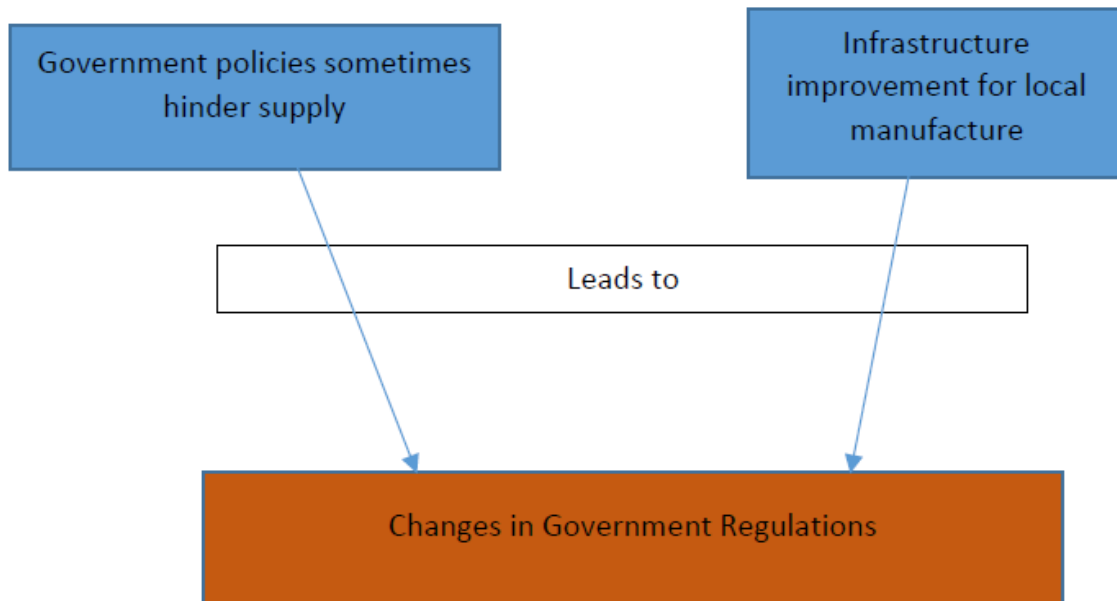 Government policies sometimes
hinder supply
Infrastructure
improvement for local
manufacture
Leads to
Changes in Government Regulations